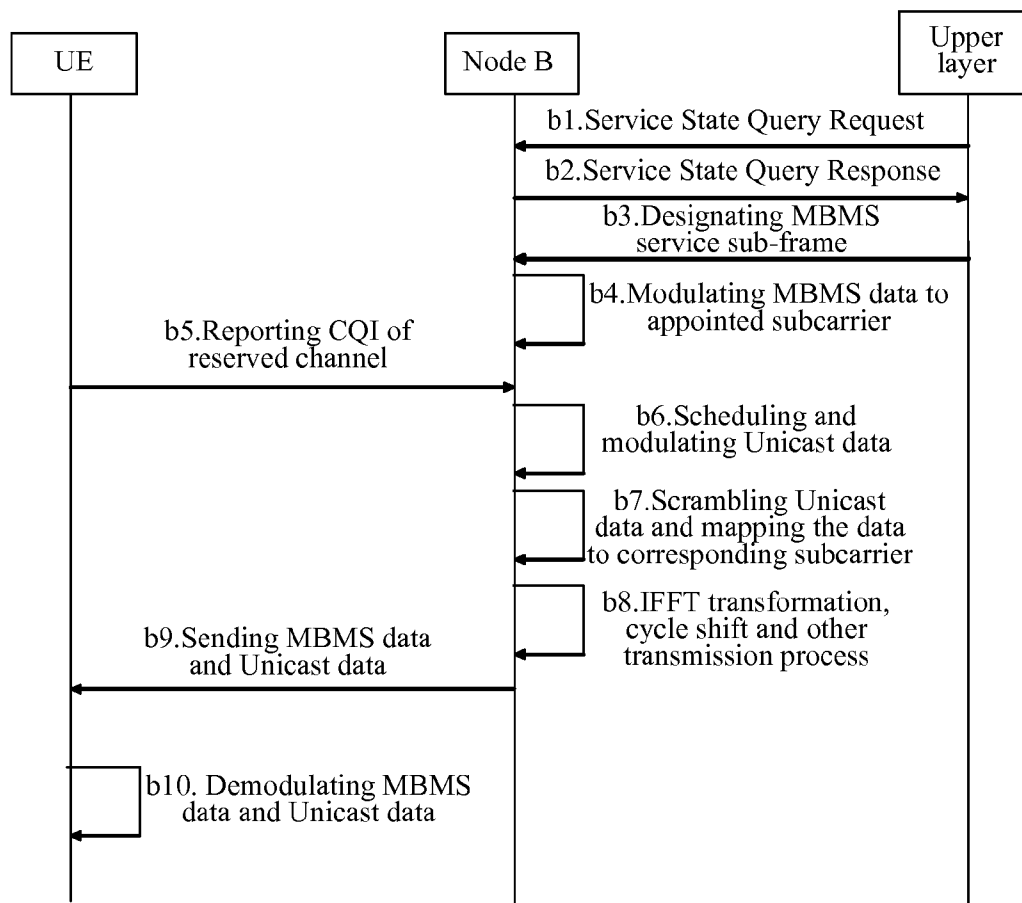 UE
Node B
Upper
layer
b1.Service State Query Request
b2.Service State Query Response
b3.Designating MBMS
service sub-frame
b4.Modulating MBMS data to
appointed subcarrier
b5.Reporting CQI of
reserved channel
b6.Scheduling and
modulating Unicast data
b7.Scrambling Unicast
data and mapping the data
to corresponding subcarrier
b8.IFFT transformation,
cycle shift and other
transmission process
b9.Sending MBMS data
and Unicast data
b10. Demodulating MBMS
data and Unicast data